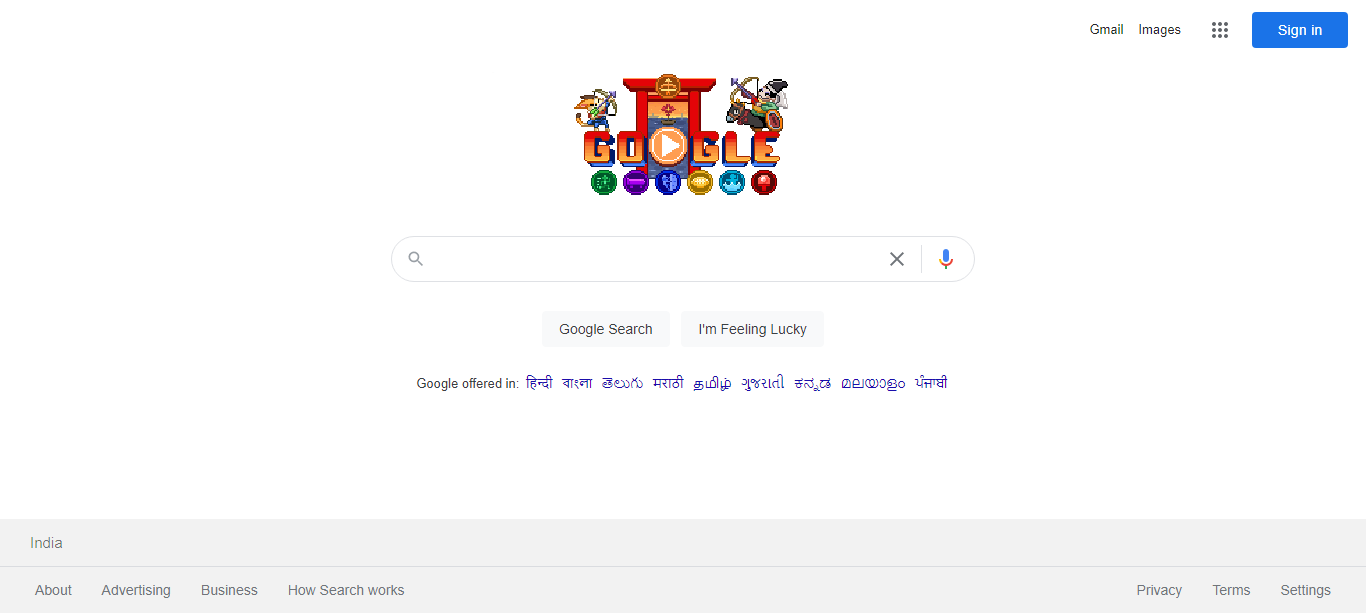 Gmail Images Sign in
GOOGLE
Google Search I'm Feeling Lucky
Google offered in: हिन्दी বাংলা తెలుగు मराठी தமிழ் ગુજરાતી ಕನ್ನಡ മലയാളം ਪੰਜਾਬੀ
India
About Advertising Business How Search works Privacy Terms Settings